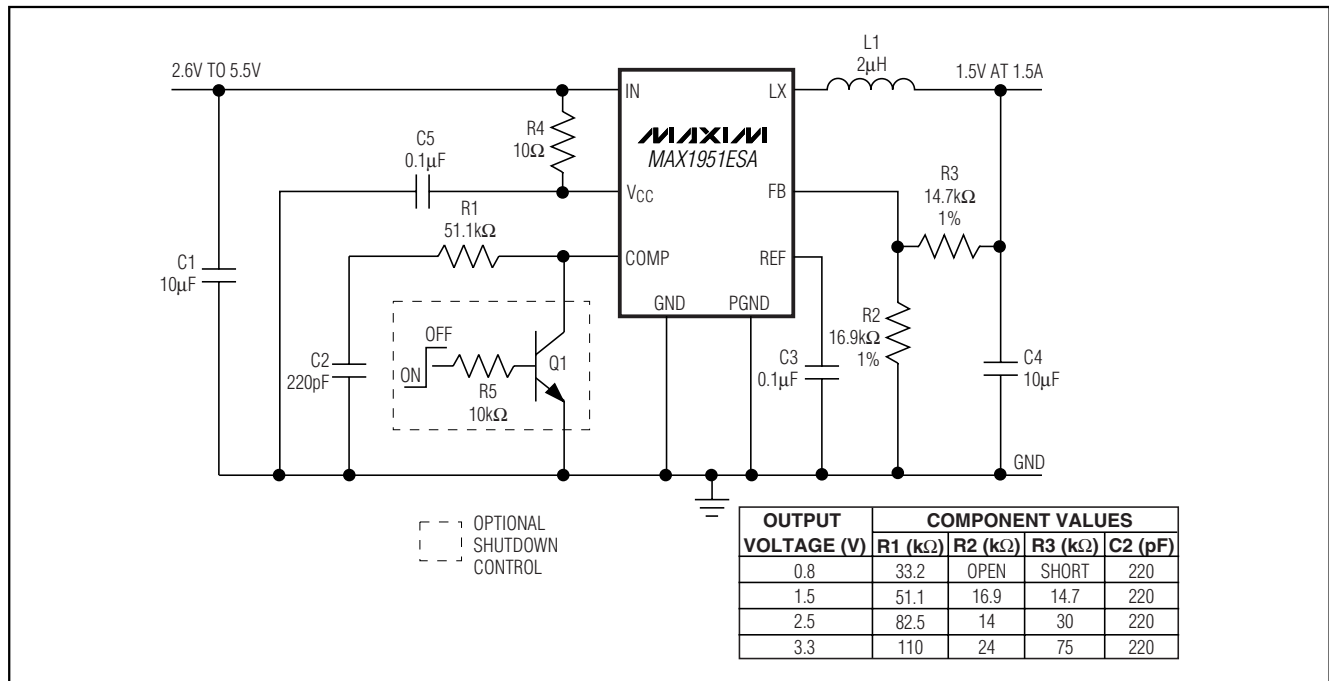 2.6V TO 5.5V
L1
2µH
1.5V AT 1.5A
IN
LX
MAXIM
MAX1951ESA
R4
10Ω
C5
0.1µF
VCC
FB
R3
14.7kΩ
1%
R1
51.1kΩ
COMP
REF
C1
10µF
GND
PGND
OFF
ON
Q1
R5
10kΩ
C2
220pF
C3
0.1µF
R2
16.9kΩ
1%
C4
10µF
GND
OPTIONAL
SHUTDOWN
CONTROL
OUTPUT VOLTAGE (V) COMPONENT VALUES
R1 (kΩ) R2 (kΩ) R3 (kΩ) C2 (pF)
0.8 33.2 OPEN SHORT 220
1.5 51.1 16.9 14.7 220
2.5 82.5 14 30 220
3.3 110 24 75 220